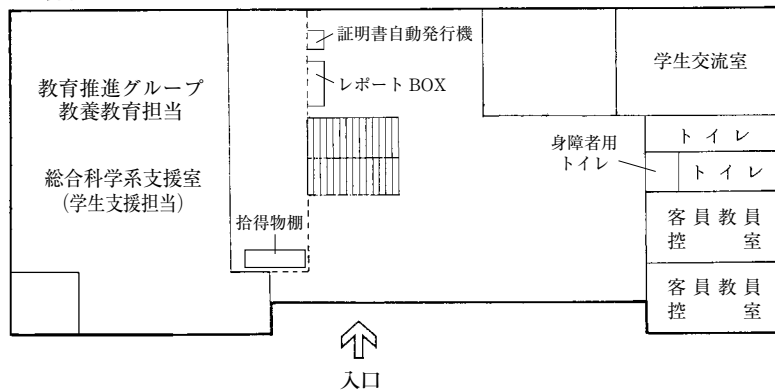 証明書自動発行機
レポート BOX
教育推進グループ
教養教育担当
総合科学系支援室
(学生支援担当)
拾得物棚
学生交流室
トイレ
身障者用
トイレ
トイレ
客員教員
控室
客員教員
控室
入口